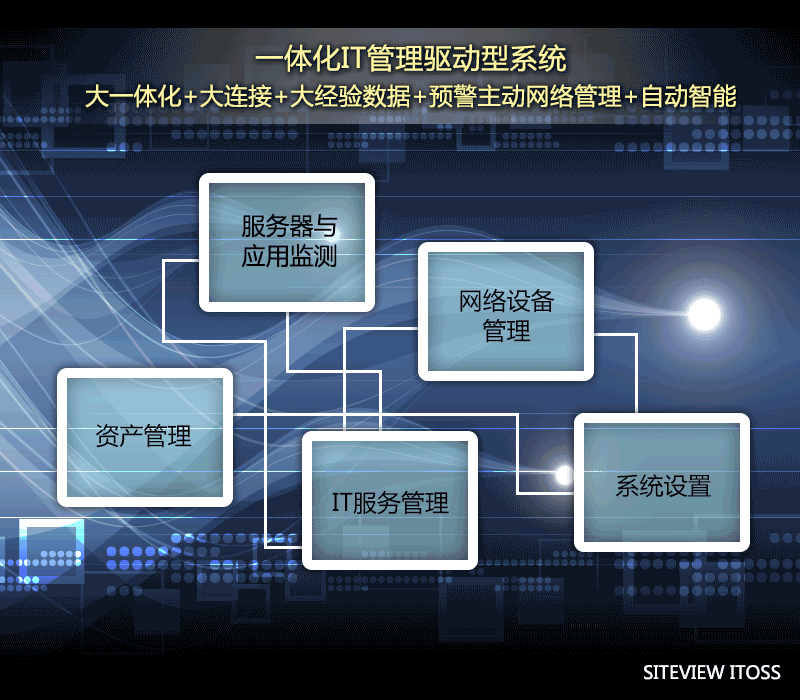 一体化IT管理驱动型系统
大一体化+大连接+大经验数据+预警主动网络管理+自动智能
服务器与
应用监测
网络设备
管理
资产管理
IT服务管理
系统设置
SITEVIEW ITOSS